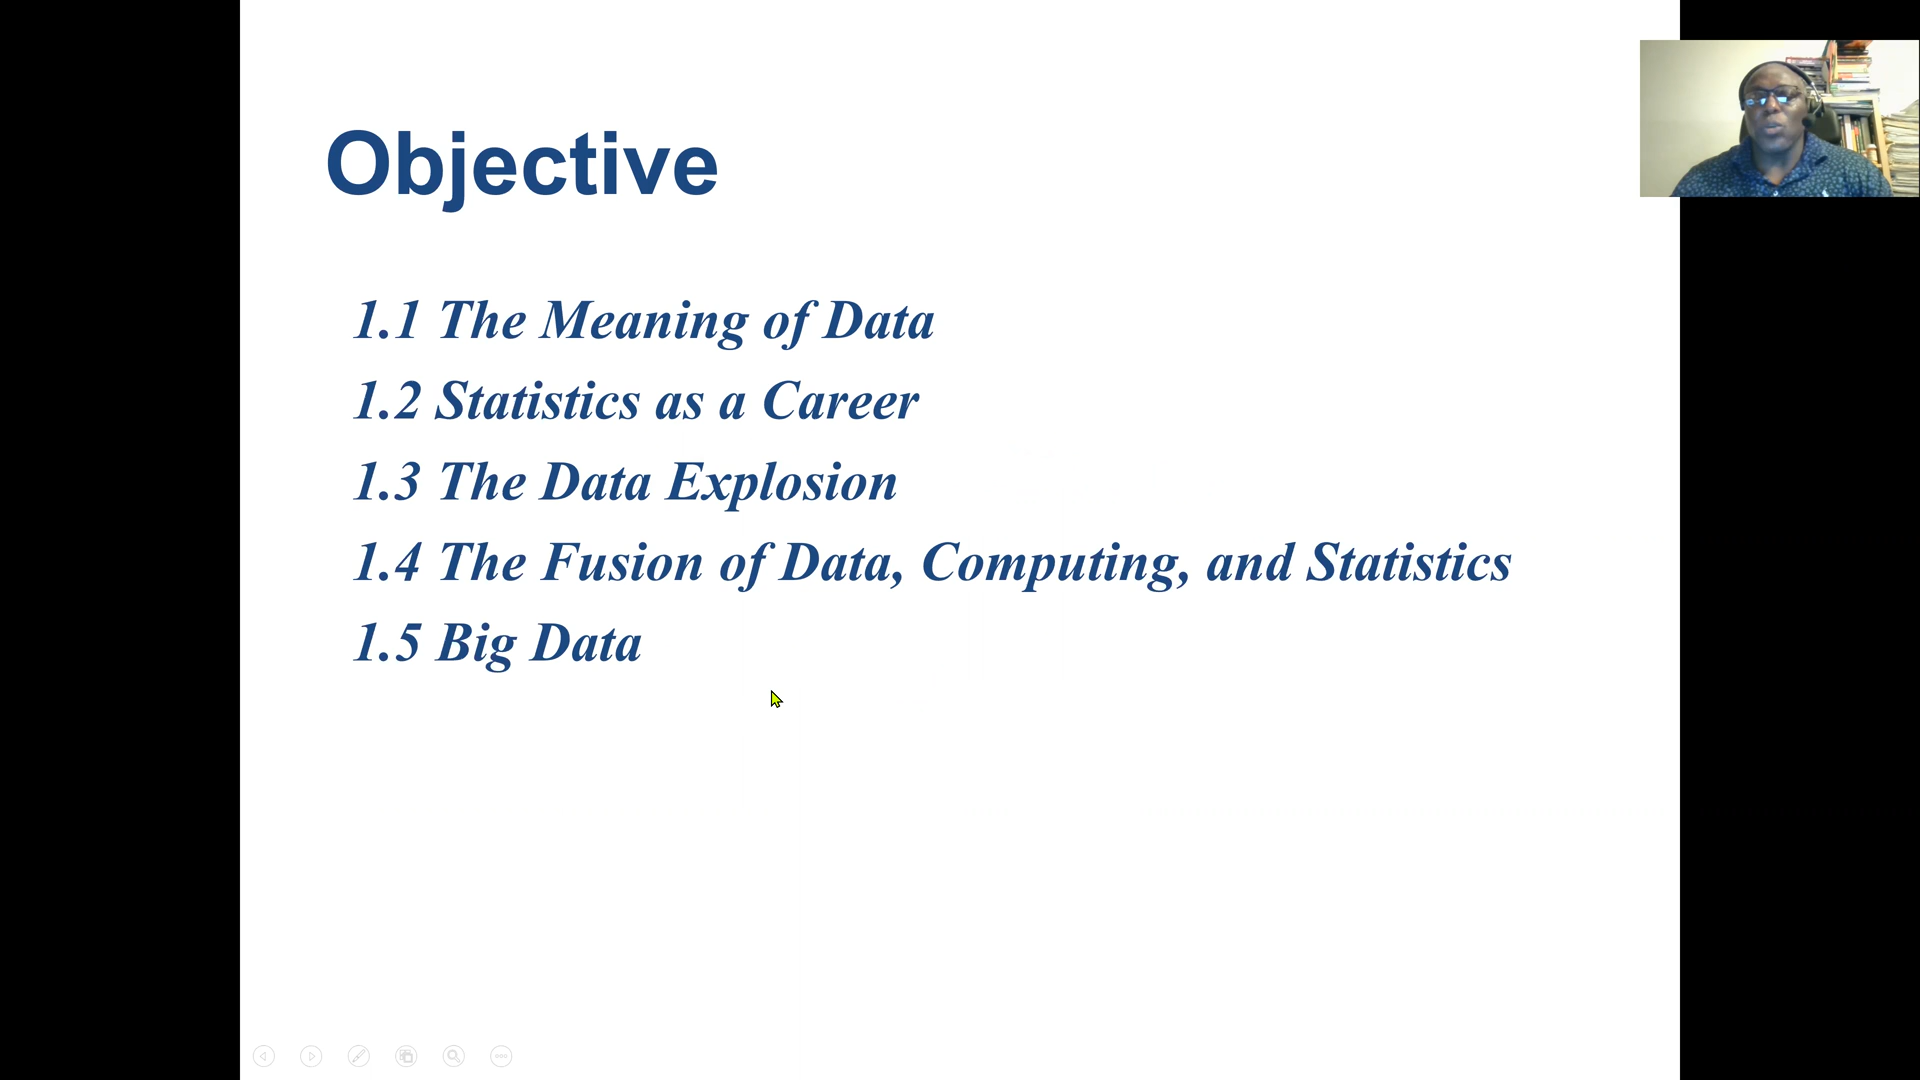 Objective
1.1 The Meaning of Data
1.2 Statistics as a Career
1.3 The Data Explosion
1.4 The Fusion of Data, Computing, and Statistics
1.5 Big Data